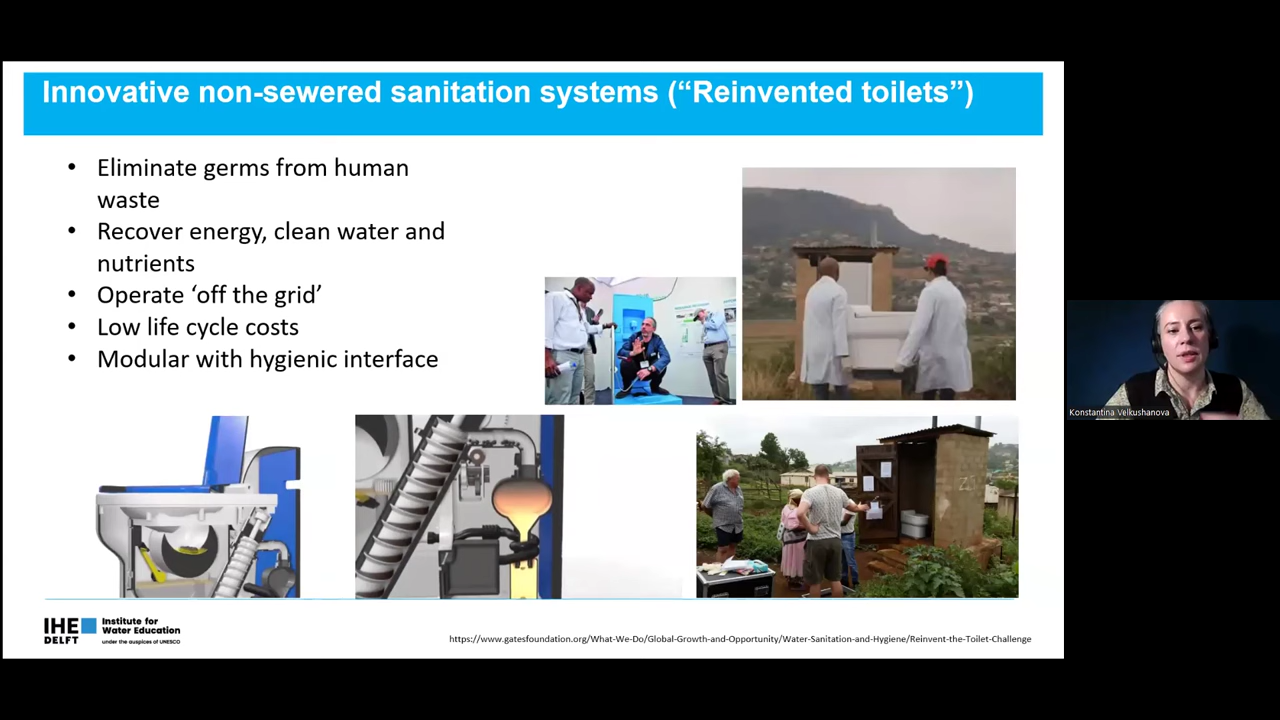 Innovative non-sewered sanitation systems (“Reinvented toilets”)
• Eliminate germs from human
waste
• Recover energy, clean water and
nutrients
• Operate ‘off the grid’
• Low life cycle costs
• Modular with hygienic interface
Konstantina Velkushanova
IHE
DELFT
Institute for
Water Education
under the auspices of UNESCO
https://www.gatesfoundation.org/What-We-Do/Global-Growth-and-Opportunity/Water-Sanitation-and-Hygiene/Reinvent-the-Toilet-Challenge